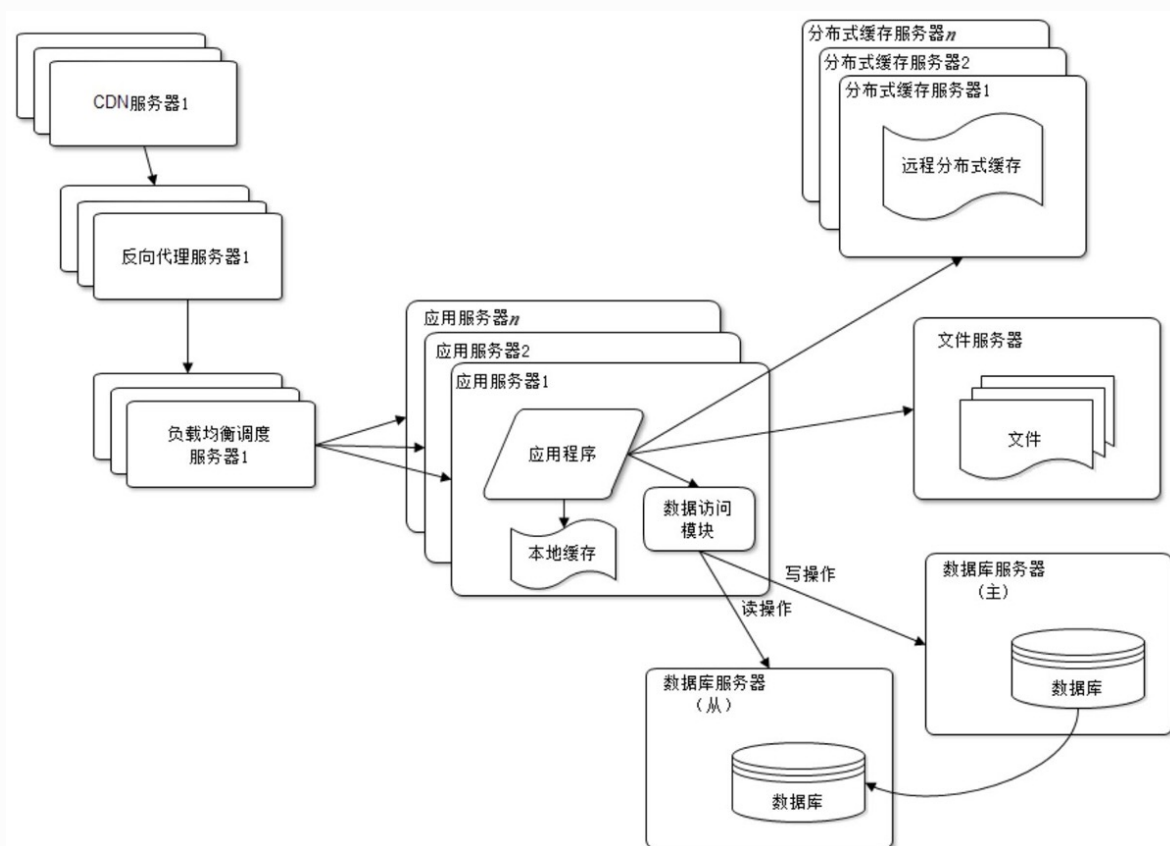 CDN服务器1
反向代理服务器1
负载均衡调度
服务器1
应用服务器n
应用服务器2
应用服务器1
应用程序
本地缓存
数据访问
模块
分布式缓存服务器n
分布式缓存服务器2
分布式缓存服务器1
远程分布式缓存
文件服务器
文件
写操作
读操作
数据库服务器
（主）
数据库
数据库服务器
（从）
数据库